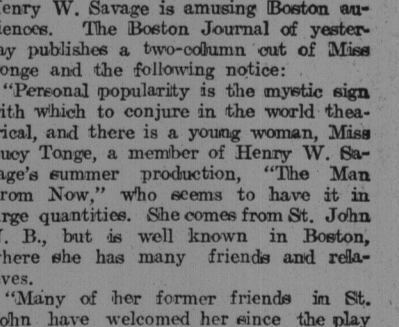 enry W. Savage is amusing Boston au-
iences. The Boston Journal of yester-
ay publishes a two-column cut of Miss
onge and the following notice:
"Personal popularity is the mystic sign
ith which to conjure in the world thea-
rical, and there is a young woman, Miss
ucy Tonge, a member of Henry W. Sa-
age's summer production, "The Man
rom Now," who seems to have it in
arge quantities. She comes from St. John
N. B., but is well known in Boston,
here she has many friends and rela-
ves.
"Many of her former friends in St.
ohn have welcomed her since the play